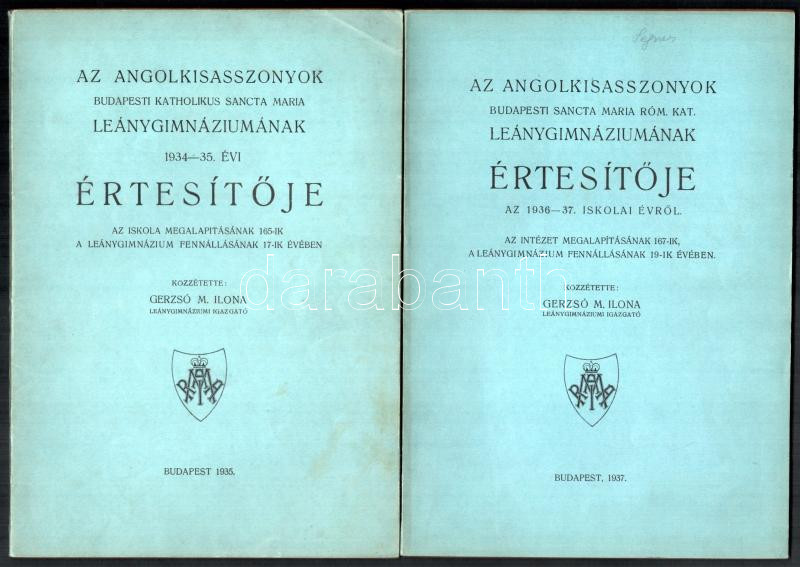 AZ ANGOLKISASSZONYOK
BUDAPESTI KATHOLIKUS SANCTA MARIA
LEÁNYGIMNÁZIUMÁNAK
1934—35. ÉVI
ÉRTESÍTŐJE
AZ ISKOLA MEGALAPITÁSÁNAK 165-IK
A LEÁNYGIMNÁZIUM FENNÁLLÁSÁNAK 17-IK ÉVÉBEN
KÖZZÉTETTE:
GERZSÓ M. ILONA
LEÁNYGIMNÁZIUMI IGAZGATÓ
BUDAPEST 1935.
AZ ANGOLKISASSZONYOK
BUDAPESTI SANCTA MARIA RÓM. KAT.
LEÁNYGIMNÁZIUMÁNAK
ÉRTESÍTŐJE
AZ 1936—37. ISKOLAI ÉVRŐL.
AZ INTÉZET MEGALAPÍTÁSÁNAK 167-IK,
A LEÁNYGIMNÁZIUM FENNÁLLÁSÁNAK 19-IK ÉVÉBEN.
KÖZZÉTETTE:
GERZSÓ M. ILONA
LEÁNYGIMNÁZIUMI IGAZGATÓ
BUDAPEST, 1937.
darabanth